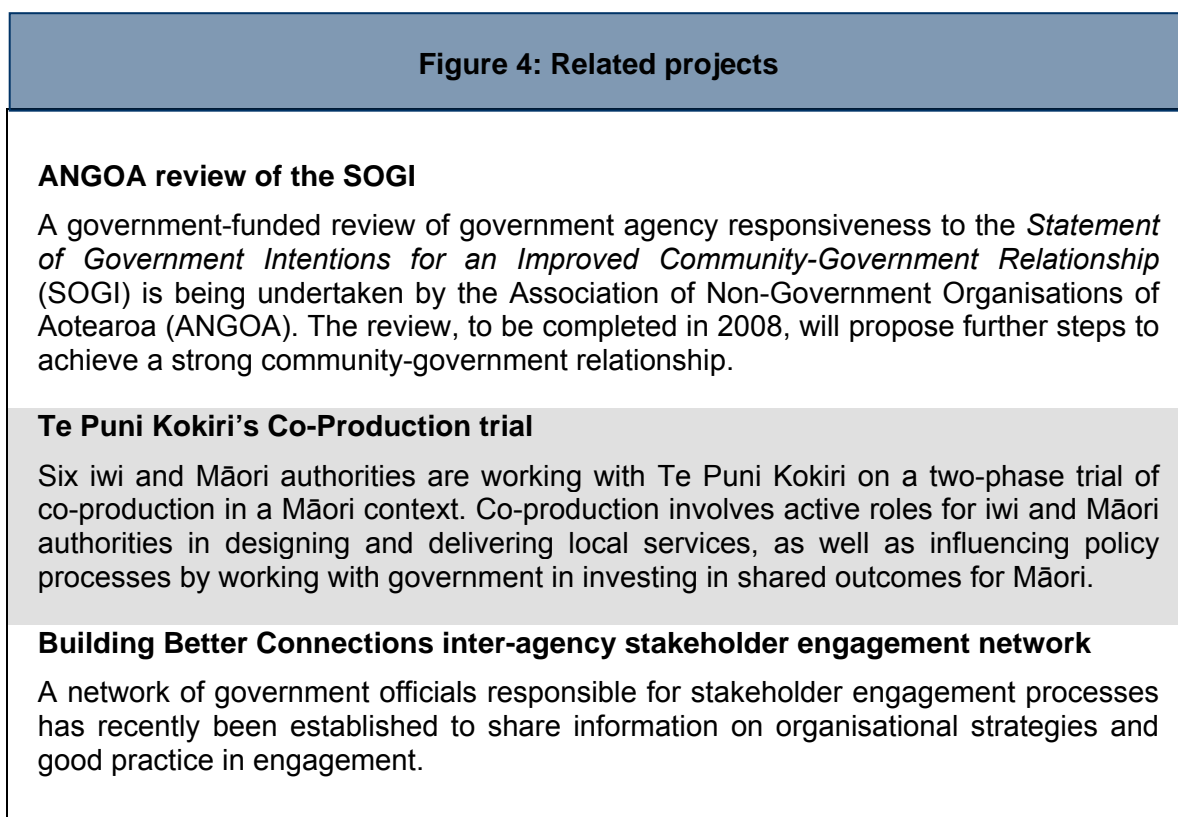 Figure 4: Related projects
ANGOA review of the SOGI
A government-funded review of government agency responsiveness to the Statement
of Government Intentions for an Improved Community-Government Relationship
(SOGI) is being undertaken by the Association of Non-Government Organisations of
Aotearoa (ANGOA). The review, to be completed in 2008, will propose further steps to
achieve a strong community-government relationship.
Te Puni Kokiri’s Co-Production trial
Six iwi and Māori authorities are working with Te Puni Kokiri on a two-phase trial of
co-production in a Māori context. Co-production involves active roles for iwi and Māori
authorities in designing and delivering local services, as well as influencing policy
processes by working with government in investing in shared outcomes for Māori.
Building Better Connections inter-agency stakeholder engagement network
A network of government officials responsible for stakeholder engagement processes
has recently been established to share information on organisational strategies and
good practice in engagement.